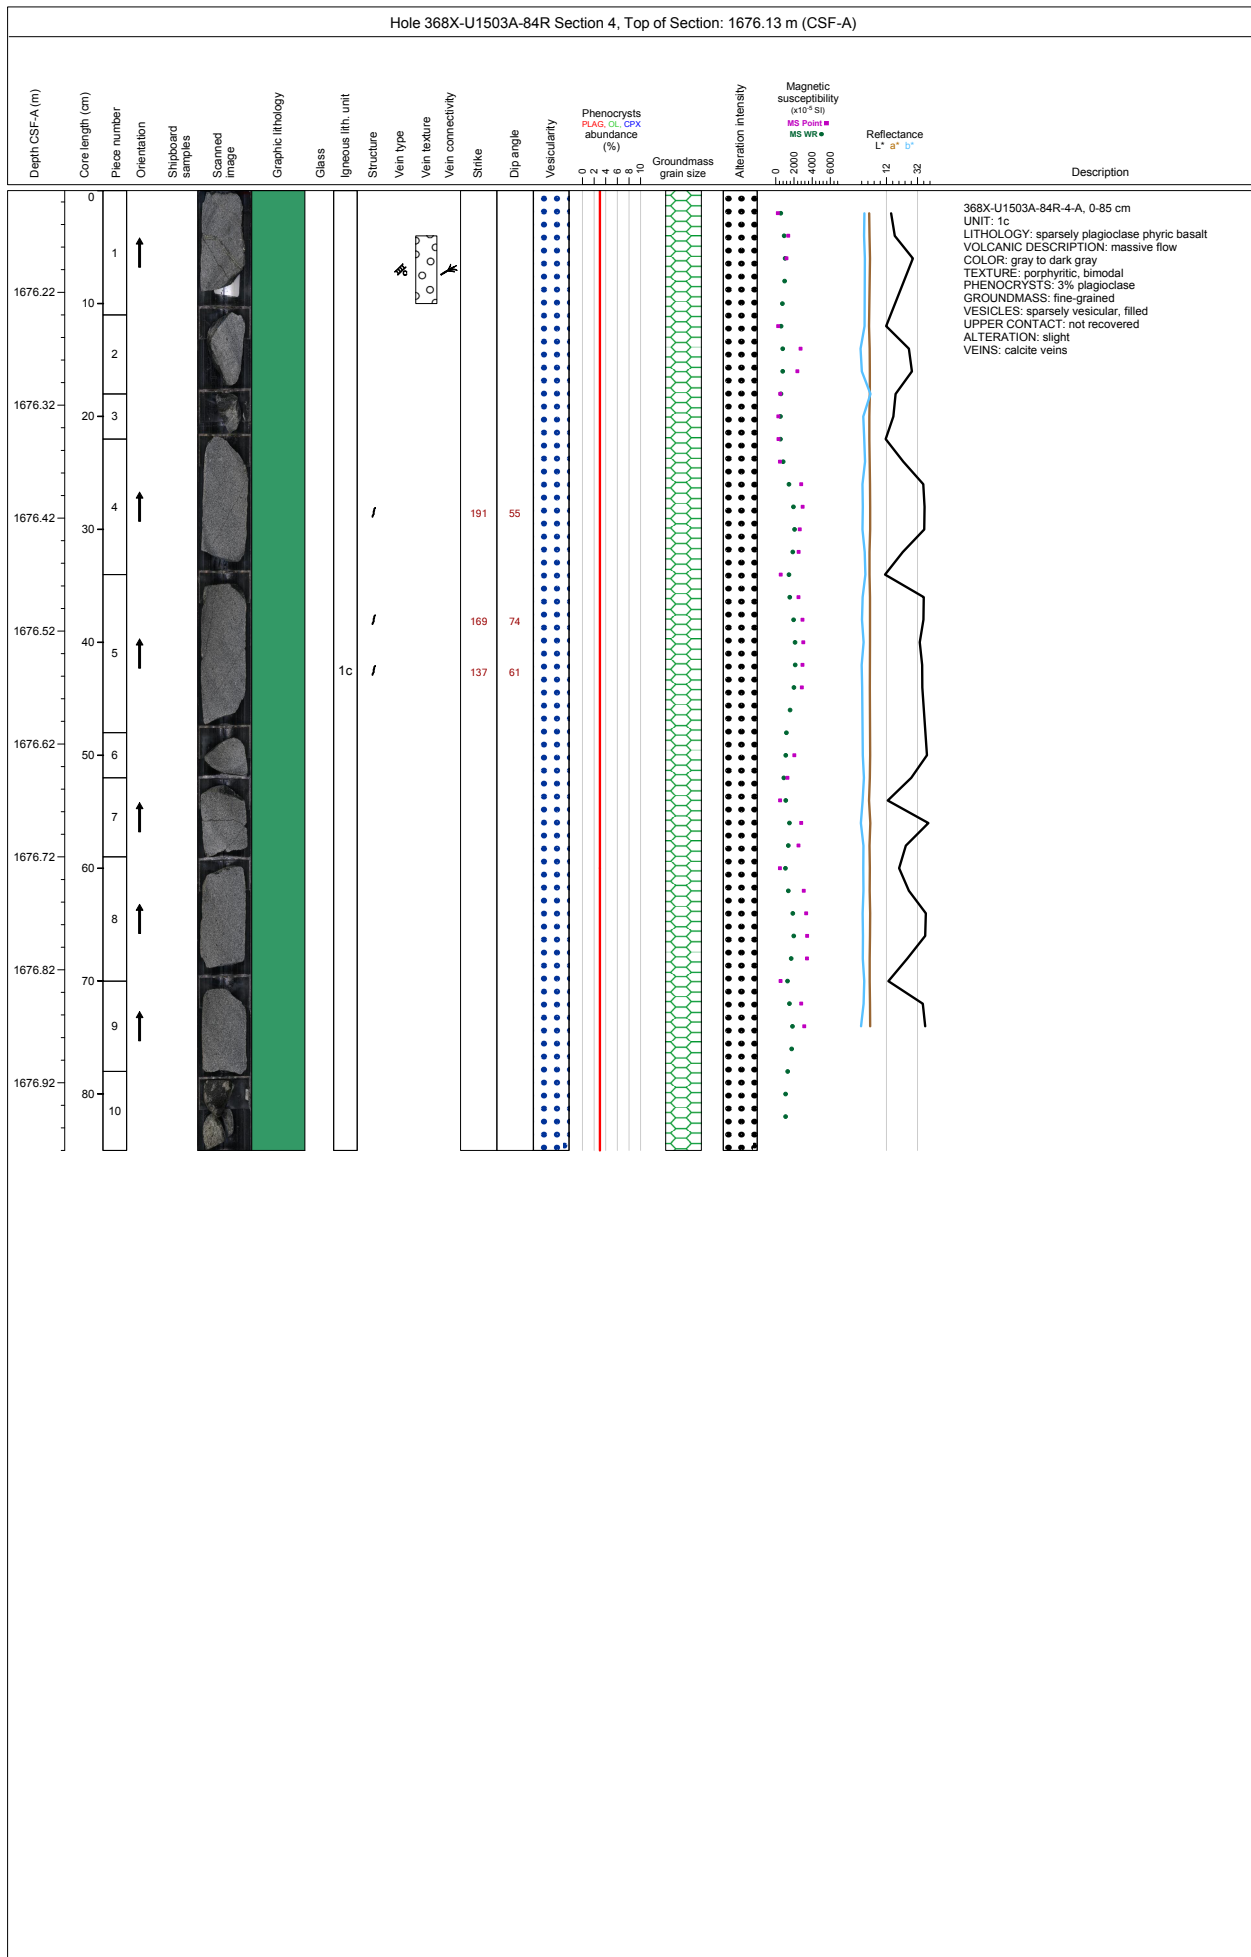 Hole 368X-U1503A-84R Section 4, Top of Section: 1676.13 m (CSF-A)
Depth CSF-A (m)
Core length (cm)
Piece number
Orientation
Shipboard
samples
Scanned
image
Graphic lithology
Glass
Igneous lith. unit
Structure
Vein type
Vein texture
Vein connectivity
Strike
Dip angle
Vesicularity
Phenocrysts
PLAG, OL, CPX
abundance
(%)
0 2 4 6 8 10
Groundmass
grain size
Alteration intensity
Magnetic
susceptibility
(x10⁻⁵ SI)
MS Point
MS WR
0 2000 4000 6000
Reflectance
L* a* b*
12 32
Description
0
1
1676.22
10
2
1676.32
20
3
4
1676.42
30
191 55
1676.52
169 74
40
5
1c
137 61
1676.62
50
6
7
1676.72
60
8
1676.82
70
9
1676.92
80
10
368X-U1503A-84R-4-A, 0-85 cm
UNIT: 1c
LITHOLOGY: sparsely plagioclase phyric basalt
VOLCANIC DESCRIPTION: massive flow
COLOR: gray to dark gray
TEXTURE: porphyritic, bimodal
PHENOCRYSTS: 3% plagioclase
GROUNDMASS: fine-grained
VESICLES: sparsely vesicular, filled
UPPER CONTACT: not recovered
ALTERATION: slight
VEINS: calcite veins